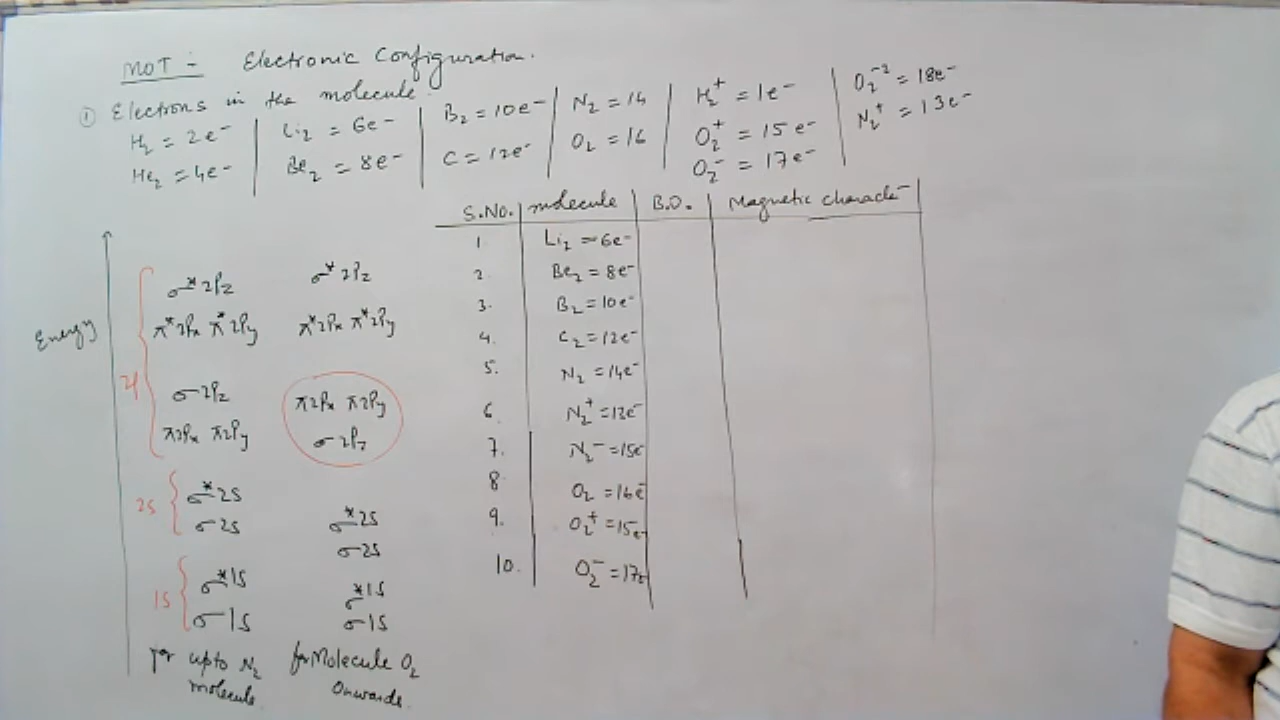 MOT :- Electronic Configuration.
① Electrons in the molecule.
H₂ = 2e⁻
He₂ = 4e⁻
Li₂ = 6e⁻
Be₂ = 8e⁻
B₂ = 10e⁻
C = 12e⁻
N₂ = 14
O₂ = 16
H₂⁺ = 1e⁻
O₂⁺ = 15e⁻
O₂⁻ = 17e⁻
O₂⁻² = 18e⁻
N₂⁺ = 13e⁻
S.No. molecule B.O. Magnetic charact
1. Li₂ = 6e⁻
2. Be₂ = 8e⁻
3. B₂ = 10e⁻
4. C₂ = 12e⁻
5. N₂ = 14e⁻
6. N₂⁺ = 13e⁻
7. N₂⁻ = 15e
8 O₂ = 16e
9. O₂⁺ = 15e
10. O₂⁻ = 17e
Energy
σ*2Pz
π*2Px π*2Py
2p
σ2Pz
π2Px π2Py
2s
σ*2s
σ2s
1s
σ*1s
σ1s
for upto N₂
molecule.
σ*2Pz
π*2Px π*2Py
π2Px π2Py
σ2Pz
σ*2s
σ2s
σ*1s
σ1s
for Molecule O₂
Onwards.